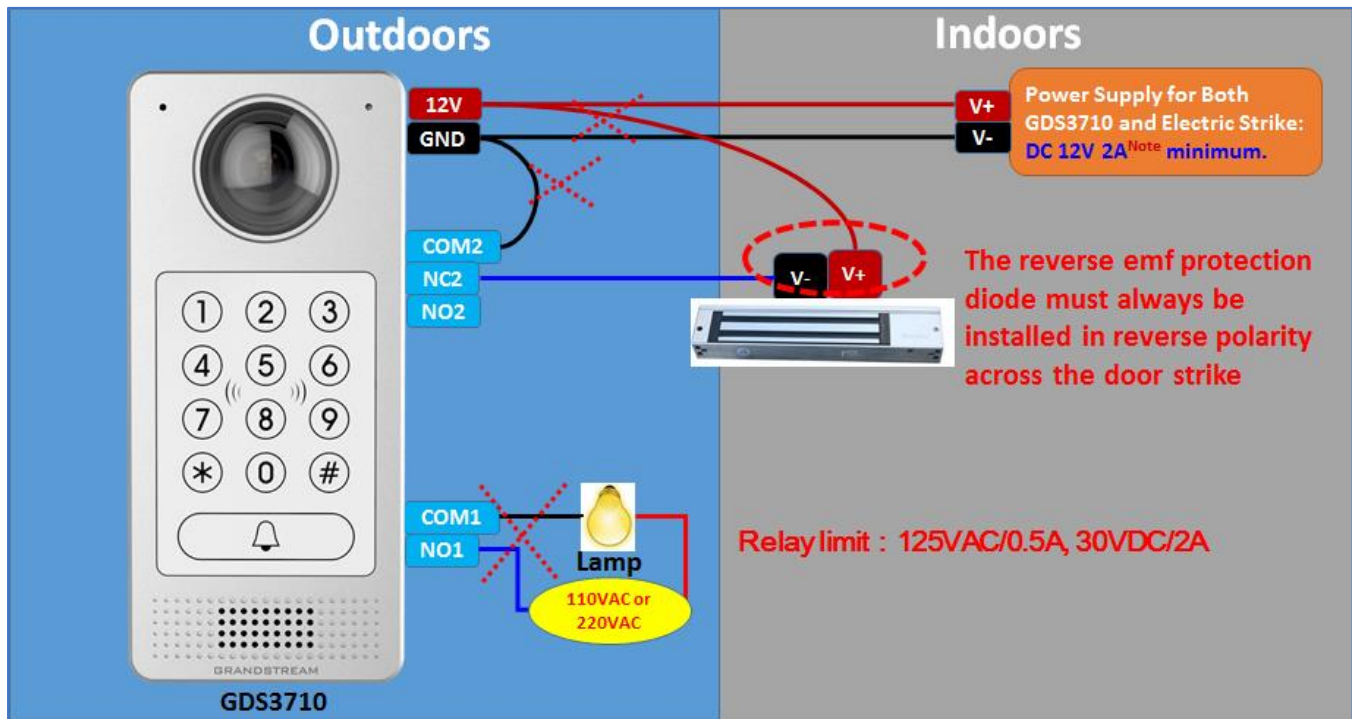 Outdoors
Indoors
12V
GND
V+
V-
Power Supply for Both
GDS3710 and Electric Strike:
DC 12V 2A Note minimum.
COM2
NC2
NO2
V-
V+
The reverse emf protection
diode must always be
installed in reverse polarity
across the door strike
1 2 3
4 5 6
7 8 9
* 0 #
COM1
NO1
Lamp
110VAC or
220VAC
Relay limit : 125VAC/0.5A, 30VDC/2A
GRANDSTREAM
GDS3710